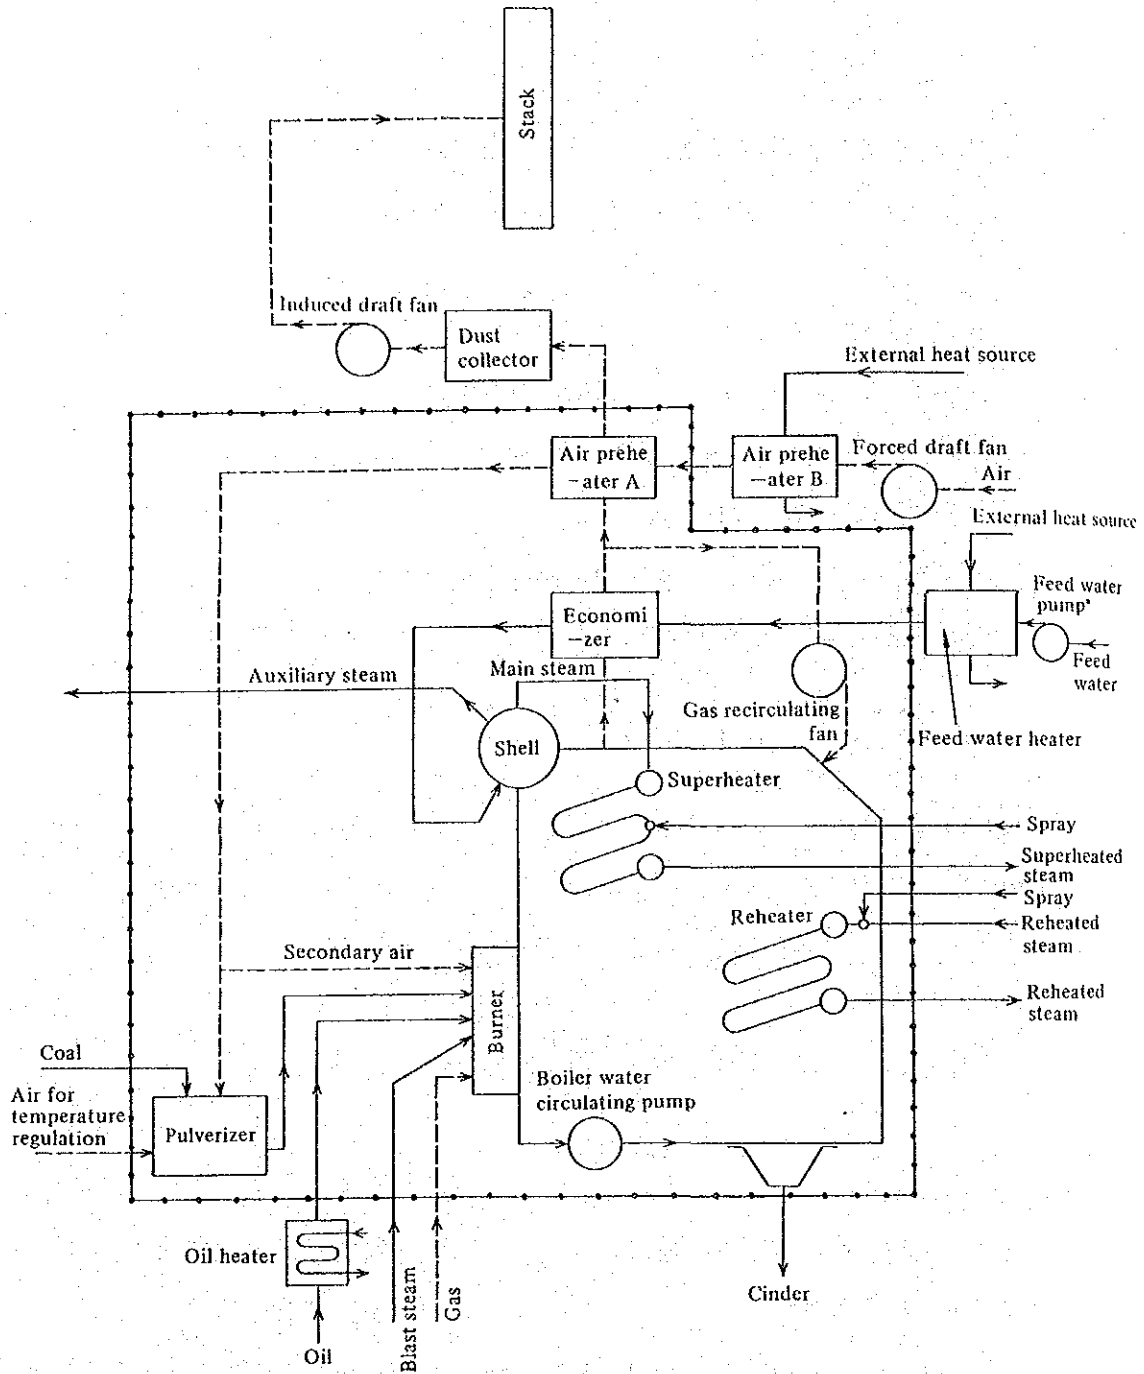 Stack
Induced draft fan
Dust
collector
External heat source
Air prehe
-ater A
Air prehe
-ater B
Forced draft fan
Air
External heat source
Feed water
pump
Economi
-zer
Feed
water
Main steam
Auxiliary steam
Gas recirculating
fan
Shell
Feed water heater
Superheater
Spray
Superheated
steam
Spray
Reheater
Reheated
steam
Secondary air
Reheated
steam
Burner
Coal
Air for
temperature
regulation
Pulverizer
Boiler water
circulating pump
Oil heater
Blast steam
Gas
Cinder
Oil